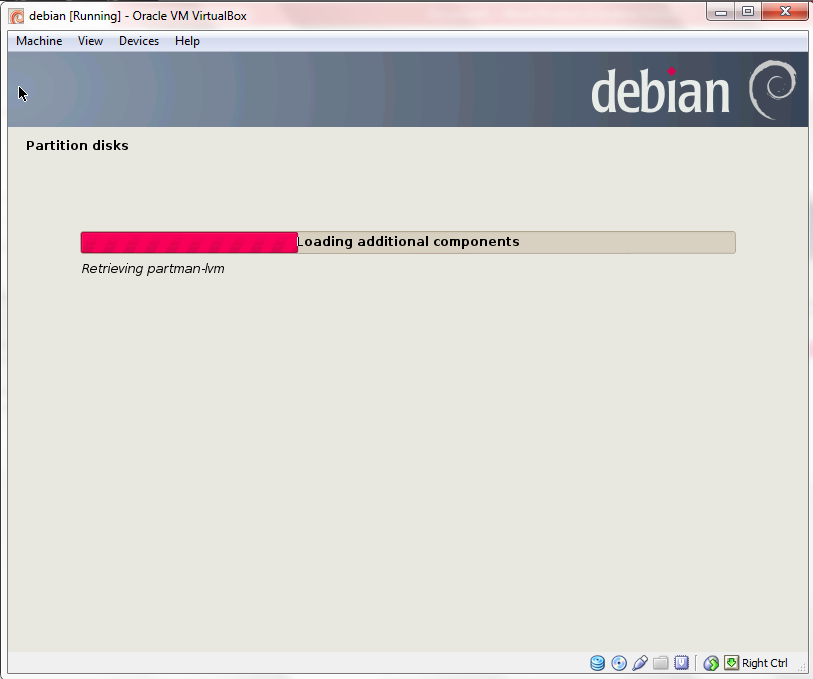 debian [Running] - Oracle VM VirtualBox
Machine View Devices Help
debian
Partition disks
Loading additional components
Retrieving partman-lvm
Right Ctrl